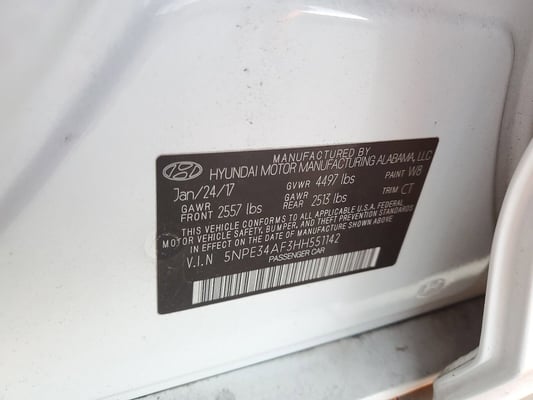 MANUFACTURED BY
HYUNDAI MOTOR MANUFACTURING ALABAMA, LLC
Jan/24/17 GVWR 4497 lbs PAINT W8
GAWR FRONT 2557 lbs GAWR REAR 2513 lbs TRIM CT
THIS VEHICLE CONFORMS TO ALL APPLICABLE U.S.A. FEDERAL
MOTOR VEHICLE SAFETY, BUMPER, AND THEFT PREVENTION STANDARDS
IN EFFECT ON THE DATE OF MANUFACTURE SHOWN ABOVE
V.I.N 5NPE34AF3HH551142
PASSENGER CAR